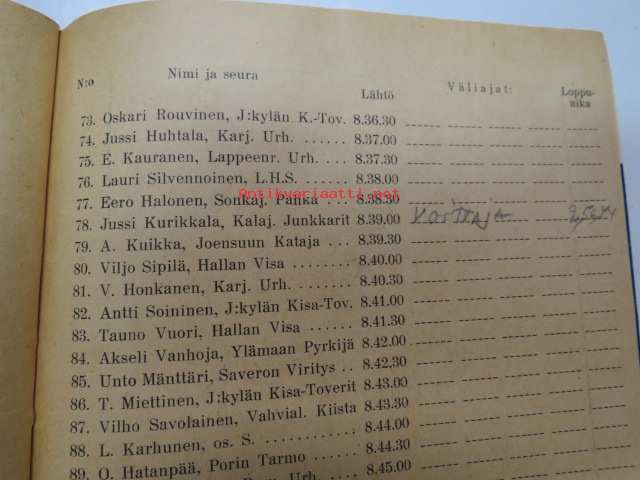 N:o Nimi ja seura Lähtö Väliajat: Loppu-
aika
73. Oskari Rouvinen, J:kylän K.-Tov. 8.36.30
74. Jussi Huhtala, Karj. Urh. ...... 8.37.00
75. E. Kauranen, Lappeenr. Urh. .... 8.37.30
76. Lauri Silvennoinen, L.H.S. ...... 8.38.00
Antikvariaatti.net
77. Eero Halonen, Sonkaj. Pahka .... 8.38.30
78. Jussi Kurikkala, Kalaj. Junkkarit 8.39.00 Voittaja
79. A. Kuikka, Joensuun Kataja .... 8.39.30
80. Viljo Sipilä, Hallan Visa ........ 8.40.00
81. V. Honkanen, Karj. Urh. ........ 8.40.30
82. Antti Soininen, J:kylän Kisa-Tov. 8.41.00
83. Tauno Vuori, Hallan Visa ...... 8.41.30
84. Akseli Vanhoja, Ylämaan Pyrkijä 8.42.00
85. Unto Mänttäri, Saveron Viritys .. 8.42.30
86. T. Miettinen, J:kylän Kisa-Toverit 8.43.00
87. Vilho Savolainen, Vahvial. Kiista 8.43.30
88. L. Karhunen, os. S. ............ 8.44.00
89. O. Hatanpää, Porin Tarmo ...... 8.44.30
Urh. ...... 8.45.00